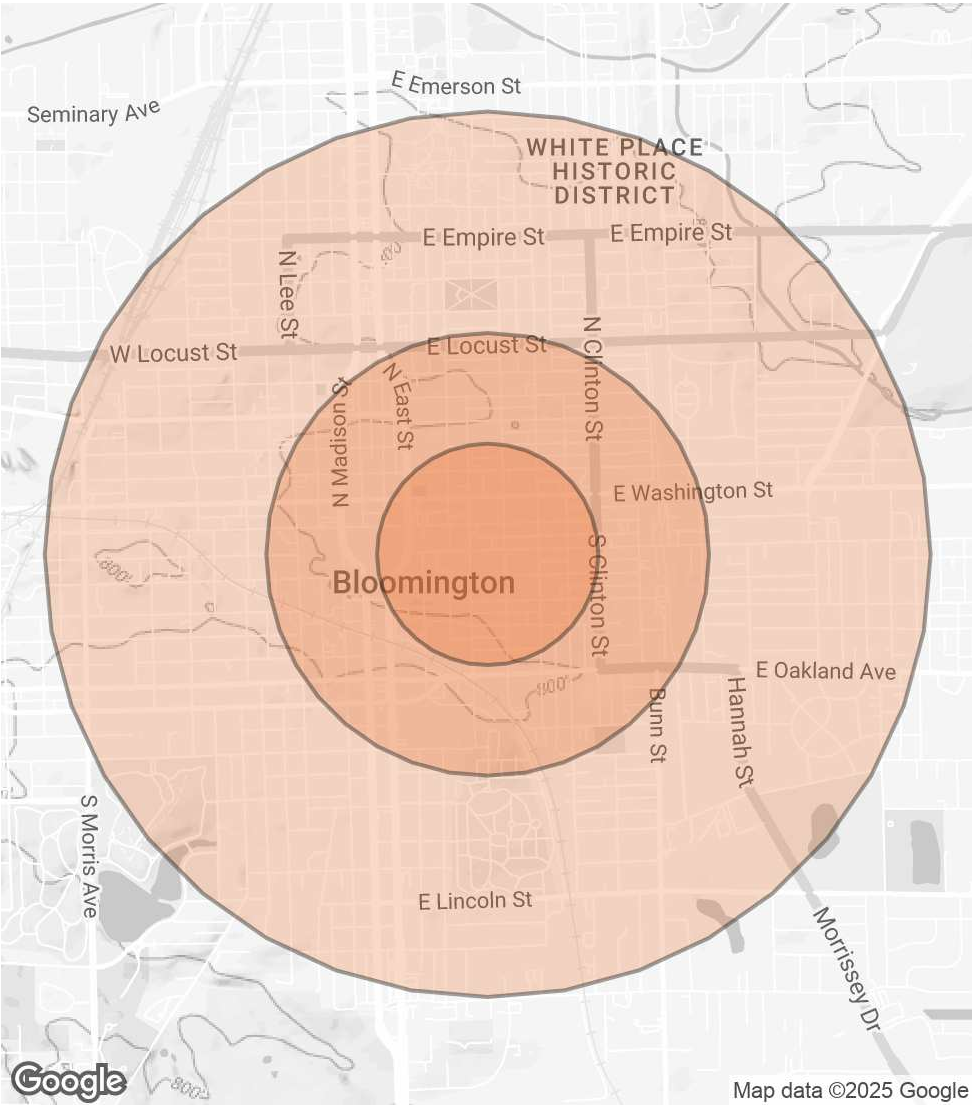 E Emerson St
Seminary Ave
WHITE PLACE
HISTORIC
DISTRICT
E Empire St
E Empire St
N Lee St
N Clinton St
W Locust St
E Locust St
N East St
N Madison St
E Washington St
S Clinton St
800'
Bloomington
E Oakland Ave
800'
Bunn St
Hannah St
S Morris Ave
E Lincoln St
Morrissey Dr
800'
Google
Map data ©2025 Google